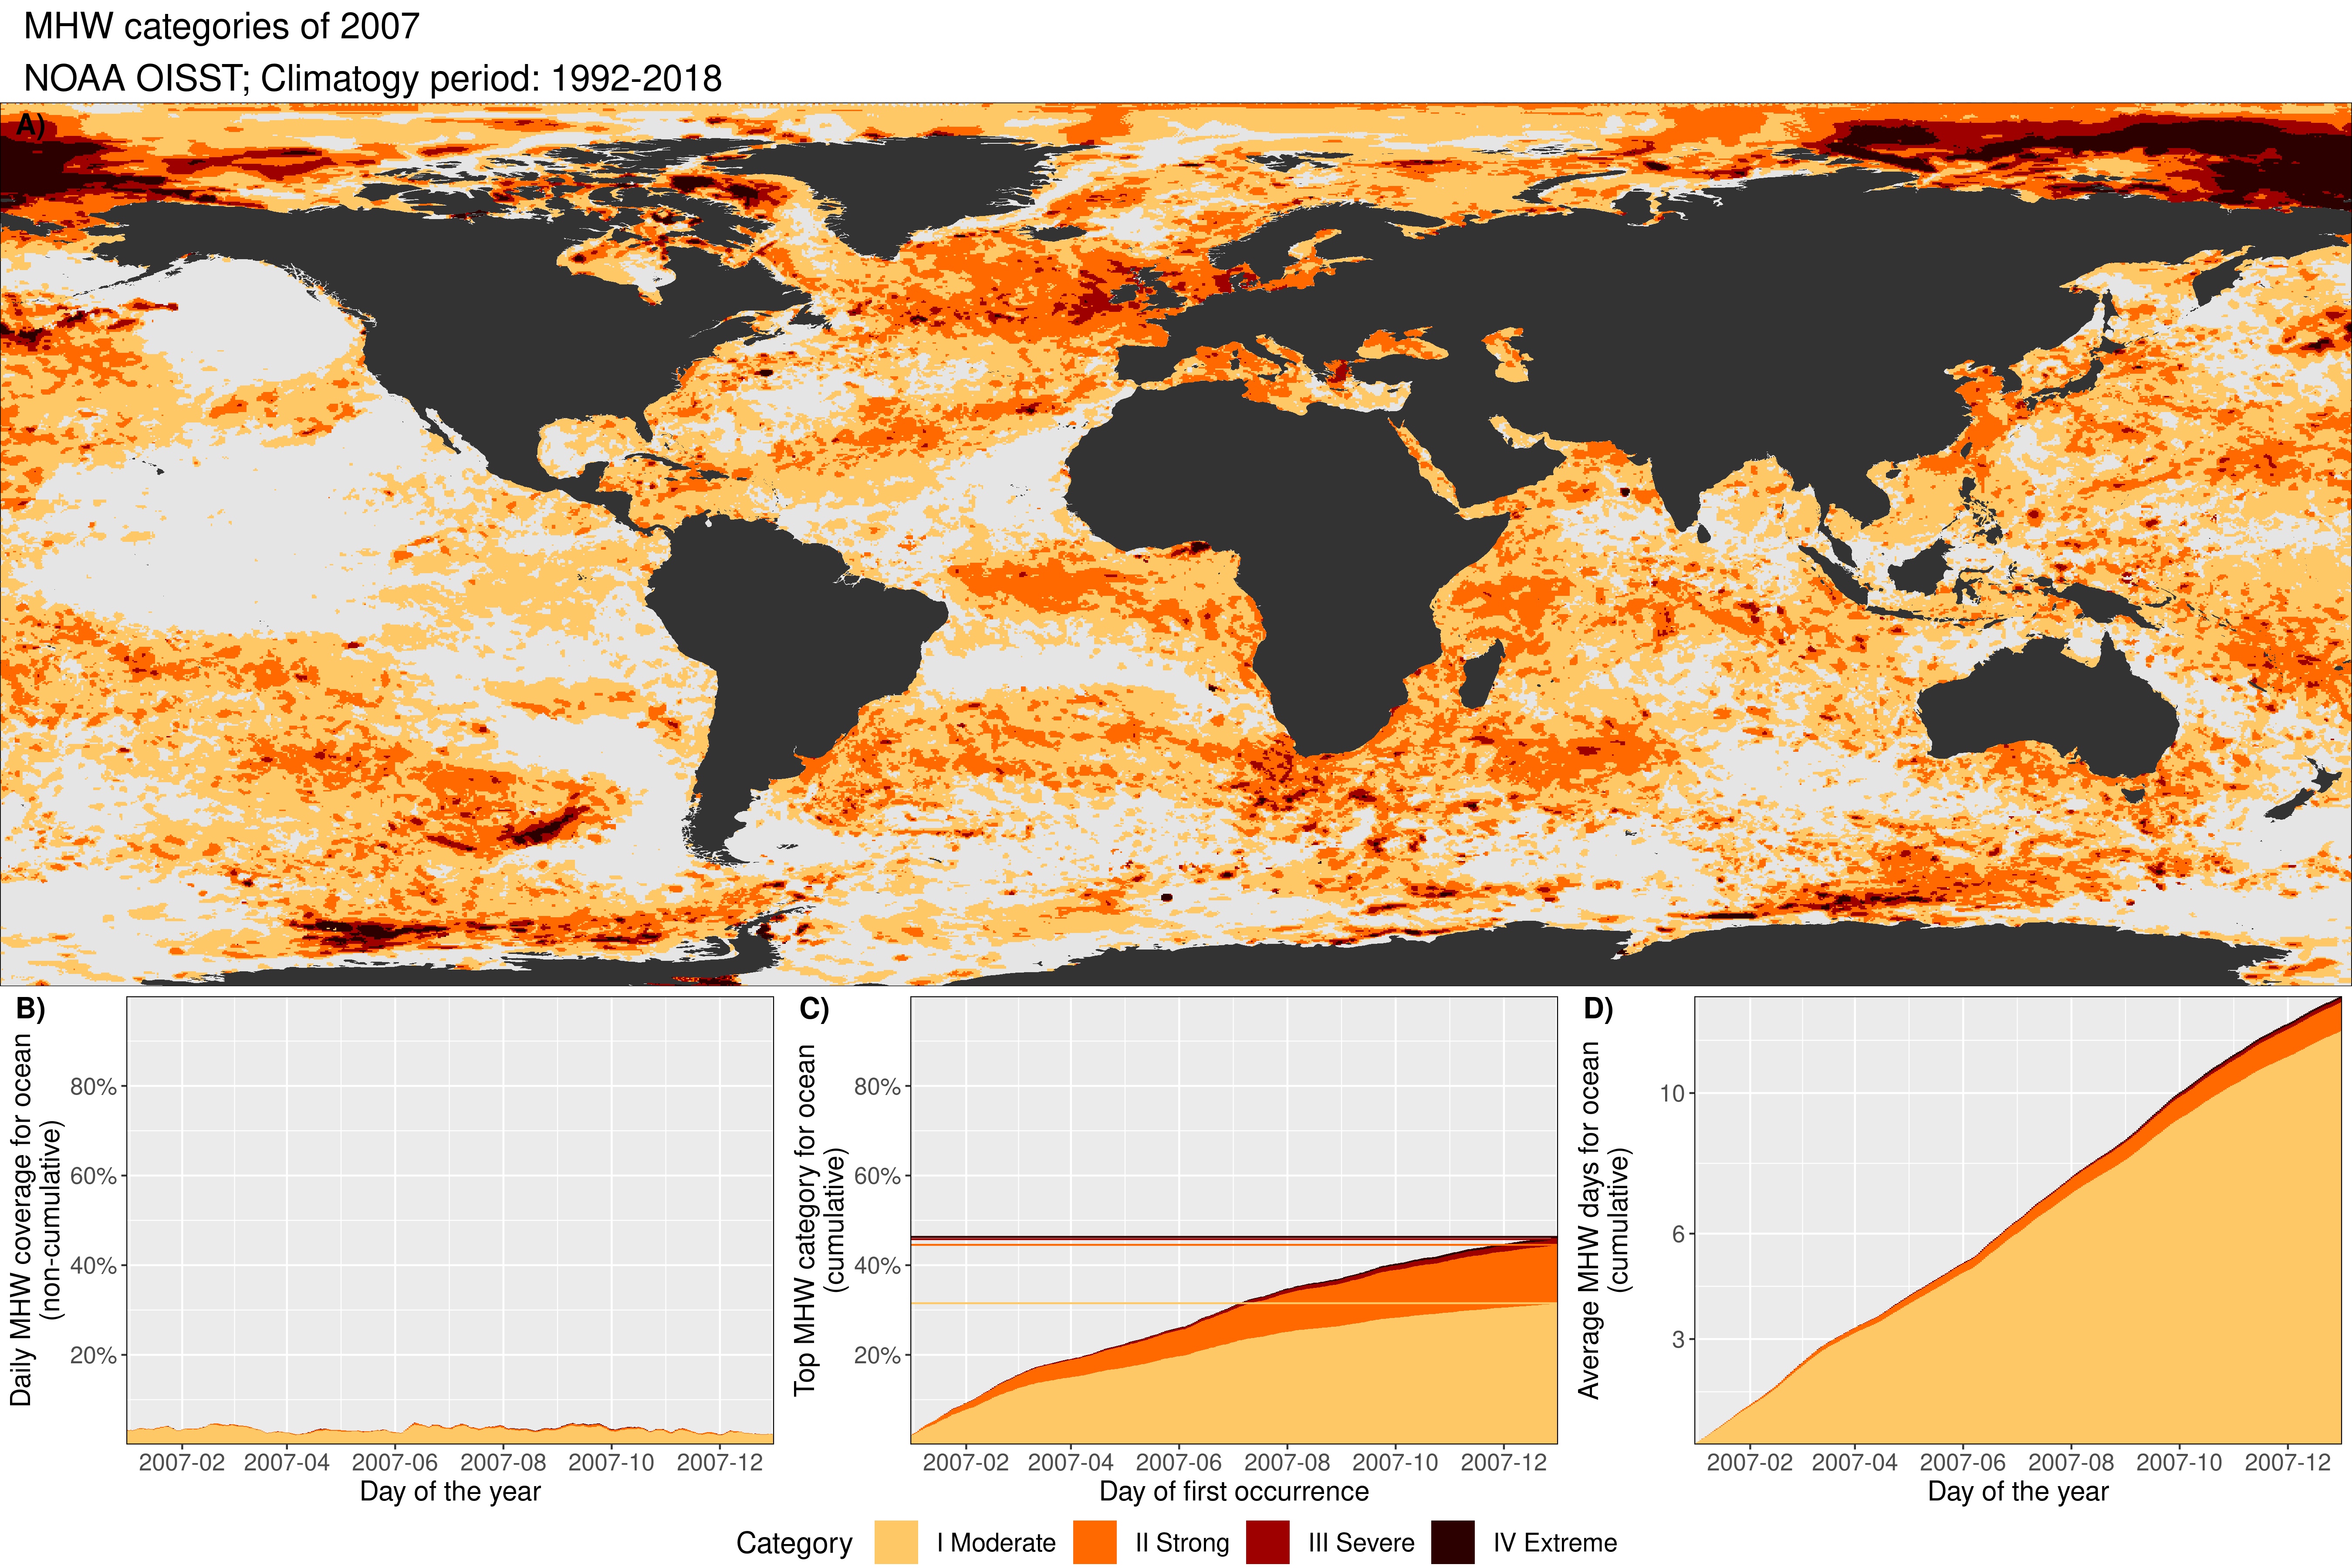 MHW categories of 2007
NOAA OISST; Climatogy period: 1992-2018
A)
B)
Daily MHW coverage for ocean
(non-cumulative)
80%
60%
40%
20%
2007-02 2007-04 2007-06 2007-08 2007-10 2007-12
Day of the year
C)
Top MHW category for ocean
(cumulative)
80%
60%
40%
20%
2007-02 2007-04 2007-06 2007-08 2007-10 2007-12
Day of first occurrence
D)
Average MHW days for ocean
(cumulative)
10
6
3
2007-02 2007-04 2007-06 2007-08 2007-10 2007-12
Day of the year
Category I Moderate II Strong III Severe IV Extreme